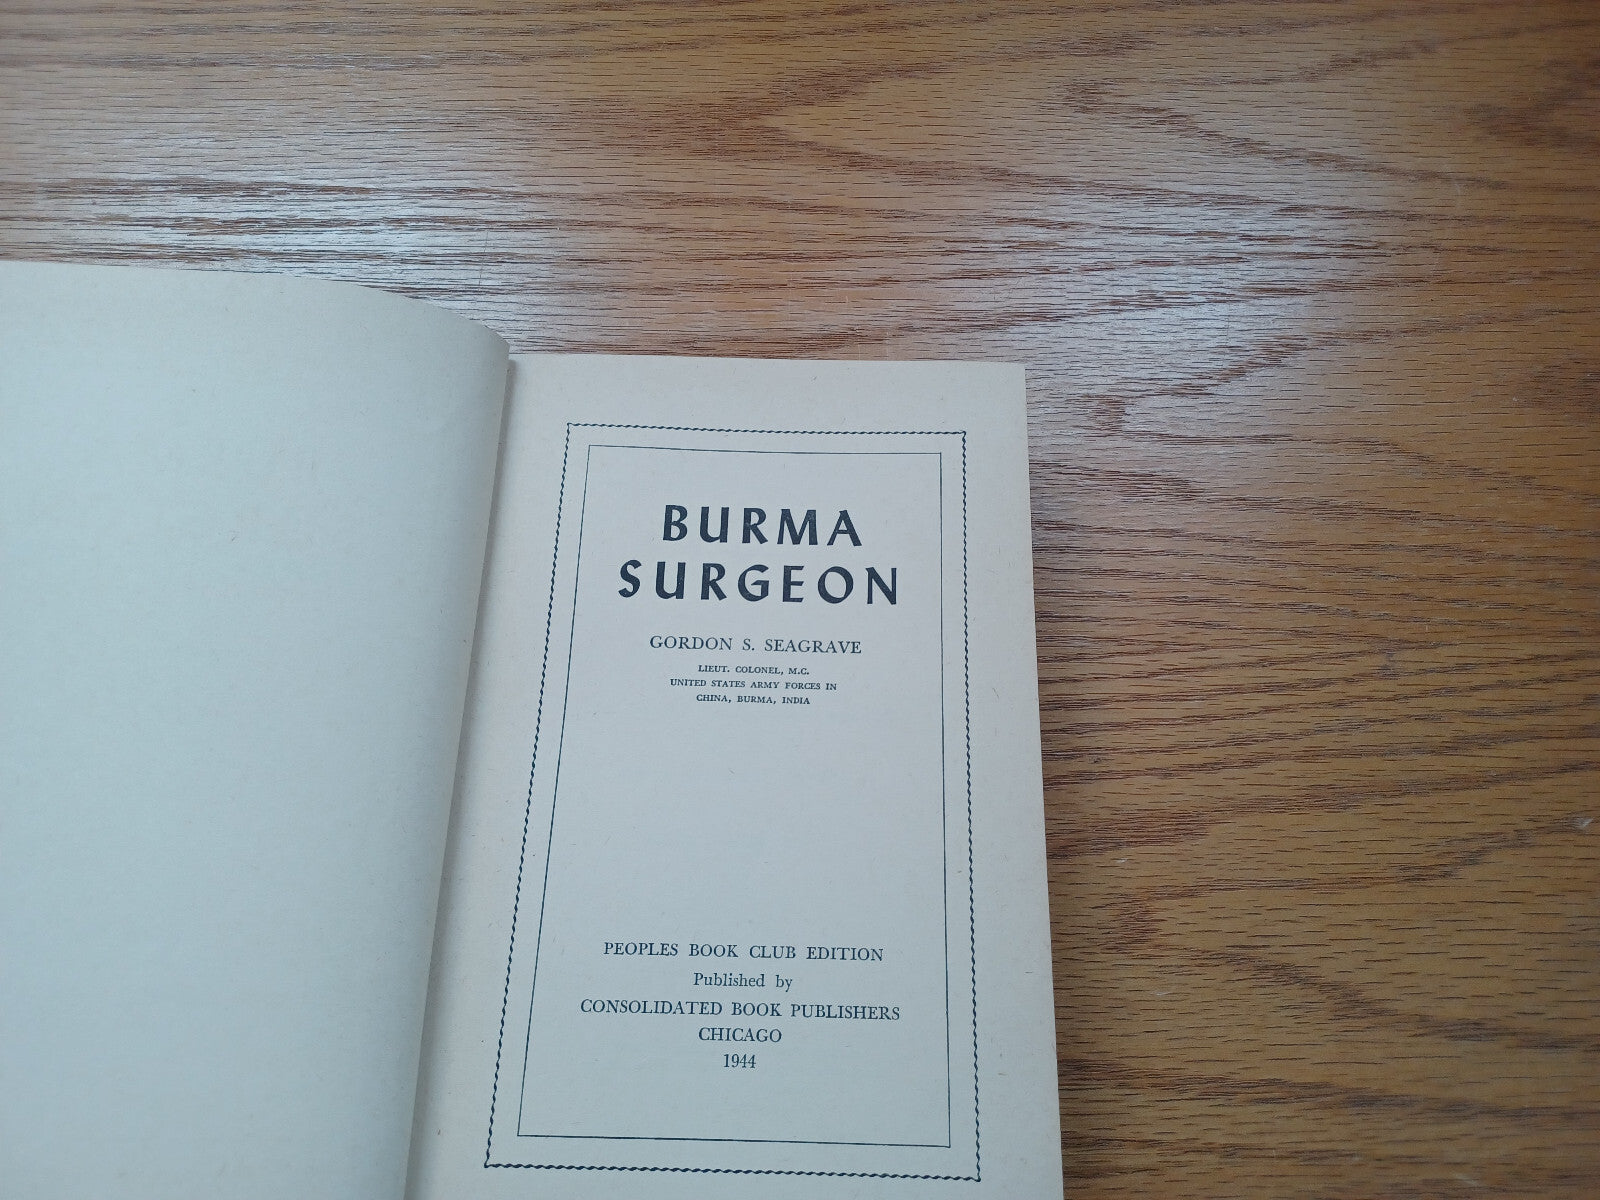 BURMA
SURGEON
GORDON S. SEAGRAVE
LIEUT. COLONEL, M.C.
UNITED STATES ARMY FORCES IN
CHINA, BURMA, INDIA
PEOPLES BOOK CLUB EDITION
Published by
CONSOLIDATED BOOK PUBLISHERS
CHICAGO
1944